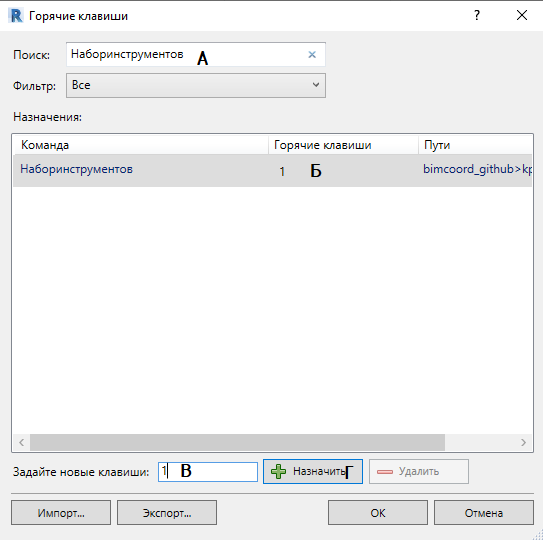 Горячие клавиши
Поиск: Наборинструментов А
Фильтр: Все
Назначения:
Команда Горячие клавиши Пути
Наборинструментов 1 Б bimcoord_github>kp
Задайте новые клавиши: 1 В Назначить Г Удалить
Импорт... Экспорт... ОК Отмена